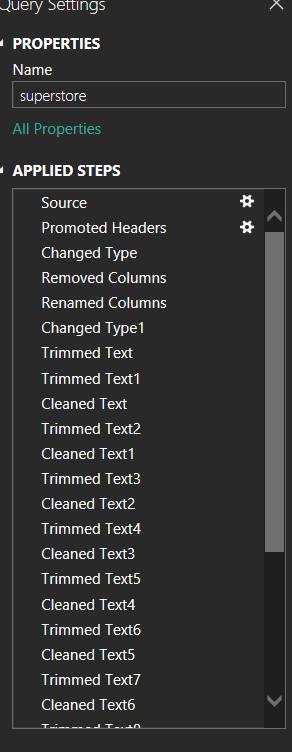 Query Settings
PROPERTIES
Name
superstore
All Properties
APPLIED STEPS
Source
Promoted Headers
Changed Type
Removed Columns
Renamed Columns
Changed Type1
Trimmed Text
Trimmed Text1
Cleaned Text
Trimmed Text2
Cleaned Text1
Trimmed Text3
Cleaned Text2
Trimmed Text4
Cleaned Text3
Trimmed Text5
Cleaned Text4
Trimmed Text6
Cleaned Text5
Trimmed Text7
Cleaned Text6
Trimmed Text8